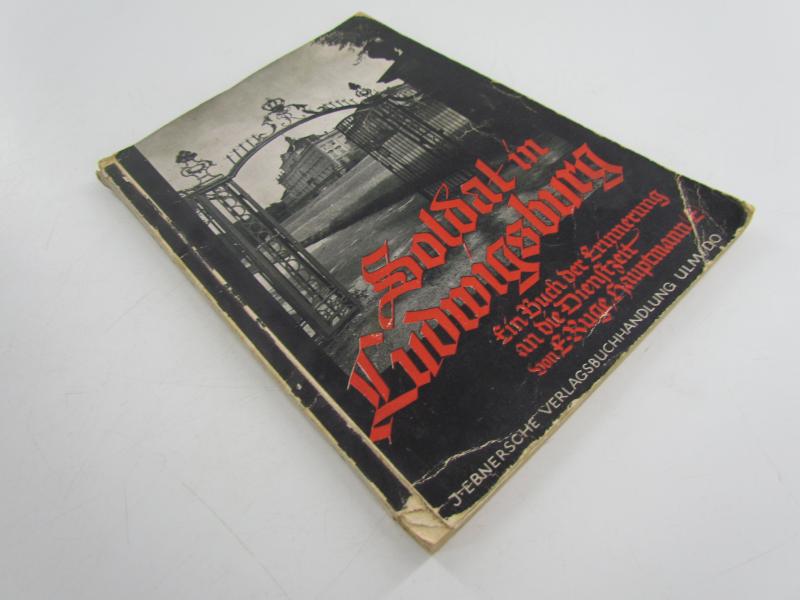 Soldat in
Ludwigsburg
Ein Buch der Erinnerung
an die Dienstzeit
von E. Ruge, Hauptmann (E)
J. EBNERSCHE VERLAGSBUCHHANDLUNG ULM/DO